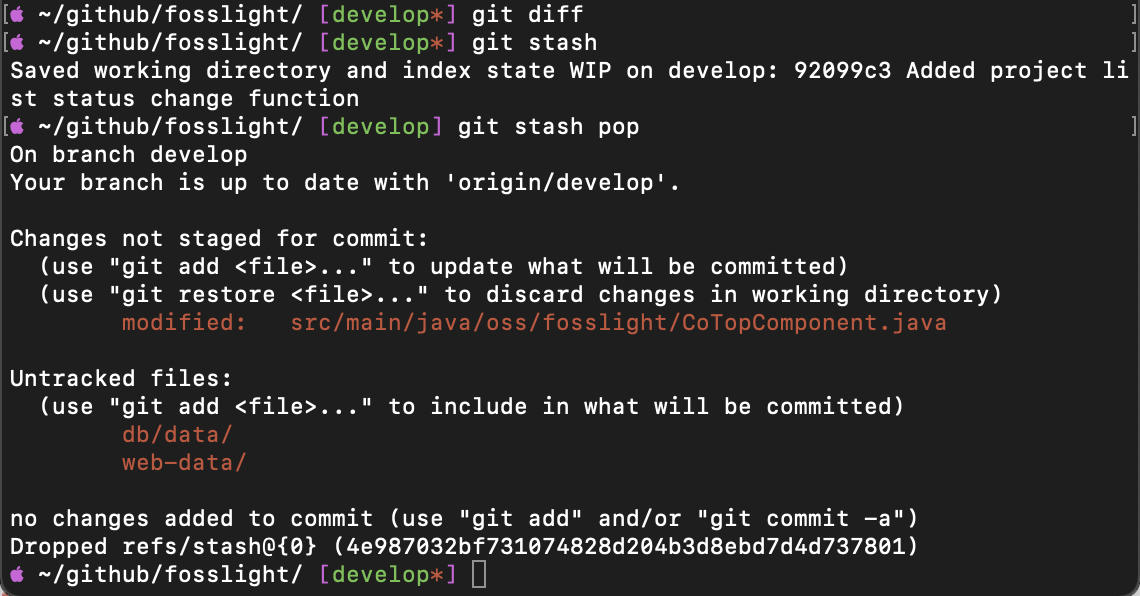 [ ~/github/fosslight/ [develop*] git diff ]
[ ~/github/fosslight/ [develop*] git stash ]
Saved working directory and index state WIP on develop: 92099c3 Added project li
st status change function
[ ~/github/fosslight/ [develop] git stash pop ]
On branch develop
Your branch is up to date with 'origin/develop'.
Changes not staged for commit:
  (use "git add <file>..." to update what will be committed)
  (use "git restore <file>..." to discard changes in working directory)
        modified:   src/main/java/oss/fosslight/CoTopComponent.java
Untracked files:
  (use "git add <file>..." to include in what will be committed)
        db/data/
        web-data/
no changes added to commit (use "git add" and/or "git commit -a")
Dropped refs/stash@{0} (4e987032bf731074828d204b3d8ebd7d4d737801)
 ~/github/fosslight/ [develop*]